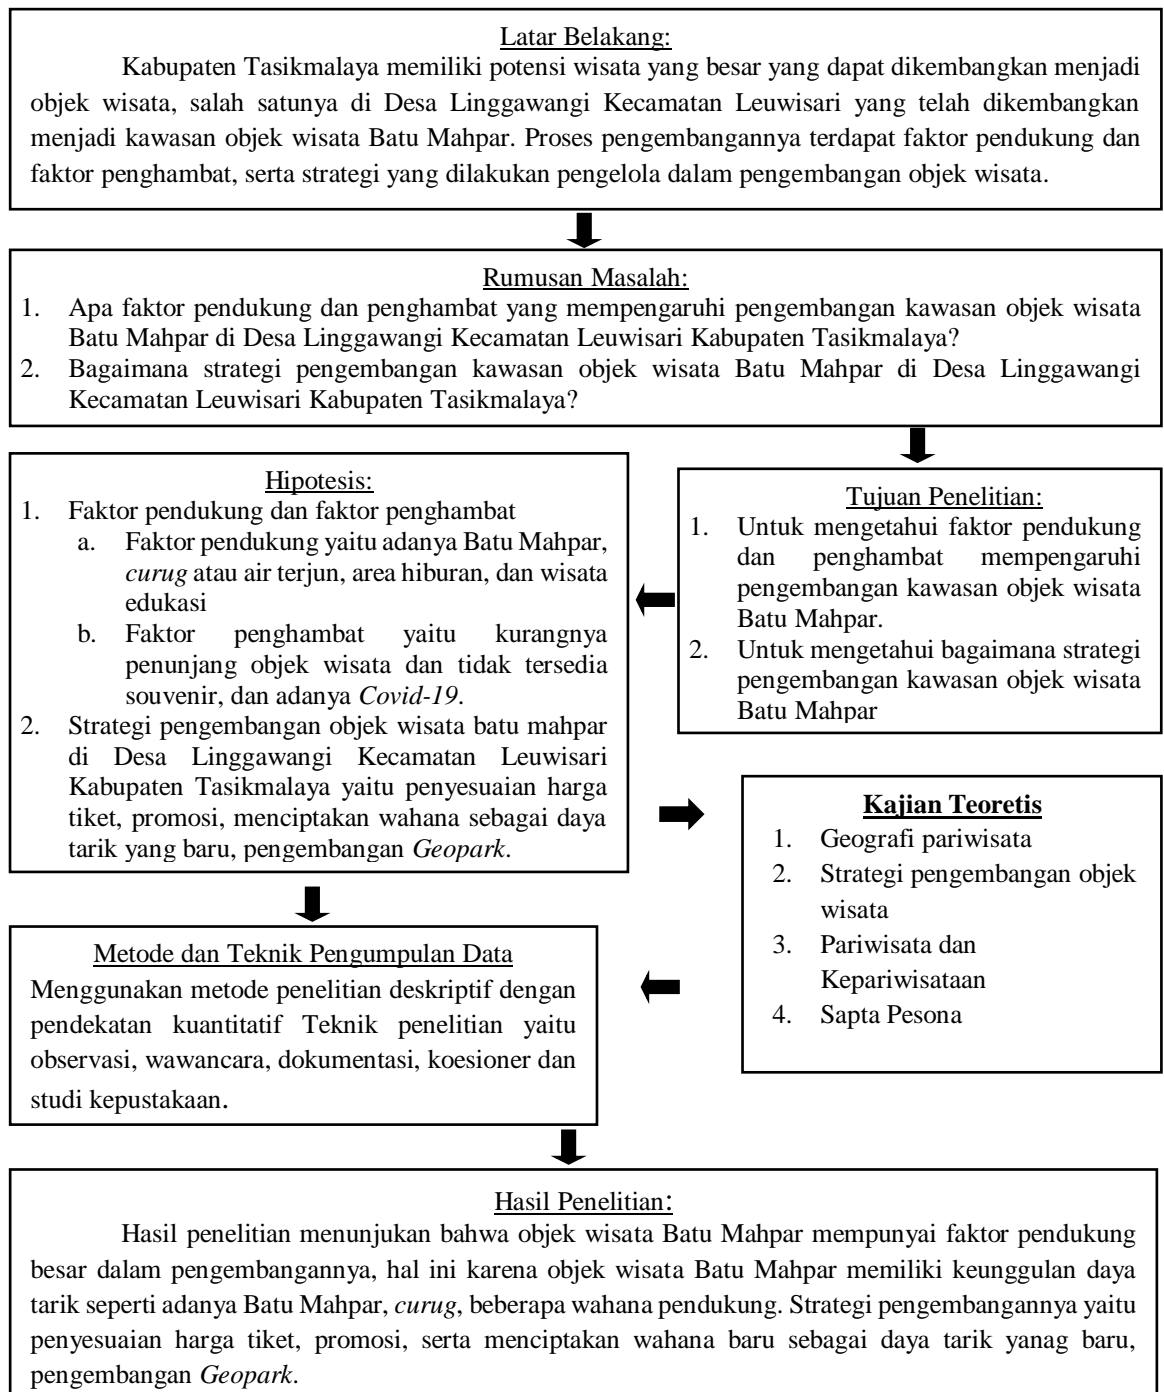 Latar Belakang:
Kabupaten Tasikmalaya memiliki potensi wisata yang besar yang dapat dikembangkan menjadi
objek wisata, salah satunya di Desa Linggawangi Kecamatan Leuwisari yang telah dikembangkan
menjadi kawasan objek wisata Batu Mahpar. Proses pengembangannya terdapat faktor pendukung dan
faktor penghambat, serta strategi yang dilakukan pengelola dalam pengembangan objek wisata.
Rumusan Masalah:
1. Apa faktor pendukung dan penghambat yang mempengaruhi pengembangan kawasan objek wisata
Batu Mahpar di Desa Linggawangi Kecamatan Leuwisari Kabupaten Tasikmalaya?
2. Bagaimana strategi pengembangan kawasan objek wisata Batu Mahpar di Desa Linggawangi
Kecamatan Leuwisari Kabupaten Tasikmalaya?
Tujuan Penelitian:
1. Untuk mengetahui faktor pendukung
dan penghambat mempengaruhi
pengembangan kawasan objek wisata
Batu Mahpar.
2. Untuk mengetahui bagaimana strategi
pengembangan kawasan objek wisata
Batu Mahpar
Hipotesis:
1. Faktor pendukung dan faktor penghambat
a. Faktor pendukung yaitu adanya Batu Mahpar,
curug atau air terjun, area hiburan, dan wisata
edukasi
b. Faktor penghambat yaitu kurangnya
penunjang objek wisata dan tidak tersedia
souvenir, dan adanya Covid-19.
2. Strategi pengembangan objek wisata batu mahpar
di Desa Linggawangi Kecamatan Leuwisari
Kabupaten Tasikmalaya yaitu penyesuaian harga
tiket, promosi, menciptakan wahana sebagai daya
tarik yang baru, pengembangan Geopark.
Kajian Teoretis
1. Geografi pariwisata
2. Strategi pengembangan objek
wisata
3. Pariwisata dan
Kepariwisataan
4. Sapta Pesona
Metode dan Teknik Pengumpulan Data
Menggunakan metode penelitian deskriptif dengan
pendekatan kuantitatif Teknik penelitian yaitu
observasi, wawancara, dokumentasi, koesioner dan
studi kepustakaan.
Hasil Penelitian:
Hasil penelitian menunjukan bahwa objek wisata Batu Mahpar mempunyai faktor pendukung
besar dalam pengembangannya, hal ini karena objek wisata Batu Mahpar memiliki keunggulan daya
tarik seperti adanya Batu Mahpar, curug, beberapa wahana pendukung. Strategi pengembangannya yaitu
penyesuaian harga tiket, promosi, serta menciptakan wahana baru sebagai daya tarik yanag baru,
pengembangan Geopark.